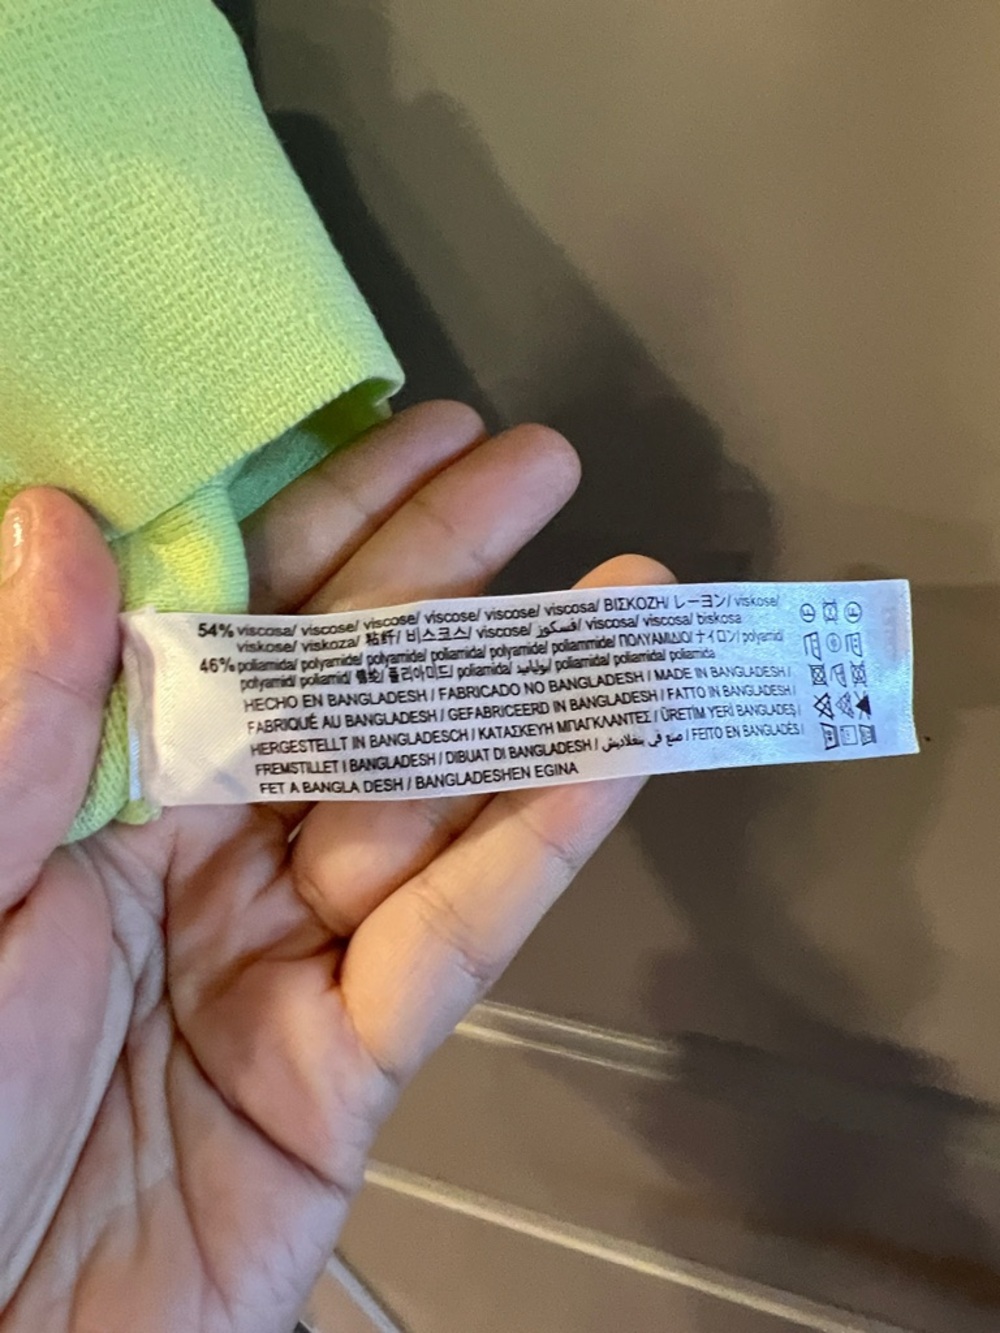 54% viscosa/ viscose/ viscose/ viscose/ viscose/ viscosa/ ΒΙΣΚΟΖΗ/ レーヨン/ viskose/
viskose/ viskoza/ 粘纤/ 비스코스/ viscose/ فسكوز/ viscosa/ viscosa/ biskosa
46% poliamida/ polyamide/ polyamide/ poliamida/ polyamide/ poliammide/ ΠΟΛΥΑΜΙΔΙΟ/ ナイロン/ polyamid/
polyamid/ poliamid/ 폴리아미드/ poliamida/ poliamida/ poliamida/ poliamida
HECHO EN BANGLADESH / FABRICADO NO BANGLADESH / MADE IN BANGLADESH /
FABRIQUÉ AU BANGLADESH / GEFABRICEERD IN BANGLADESH / FATTO IN BANGLADESH /
HERGESTELLT IN BANGLADESCH / ΚΑΤΑΣΚΕΥΗ ΜΠΑΓΚΛΑΝΤΕΣ / ÜRETİM YERİ BANGLADEŞ /
FREMSTILLET I BANGLADESH / DIBUAT DI BANGLADESH / صنع في بنغلاديش / FEITO EN BANGLADÉS /
FET A BANGLA DESH / BANGLADESHEN EGINA